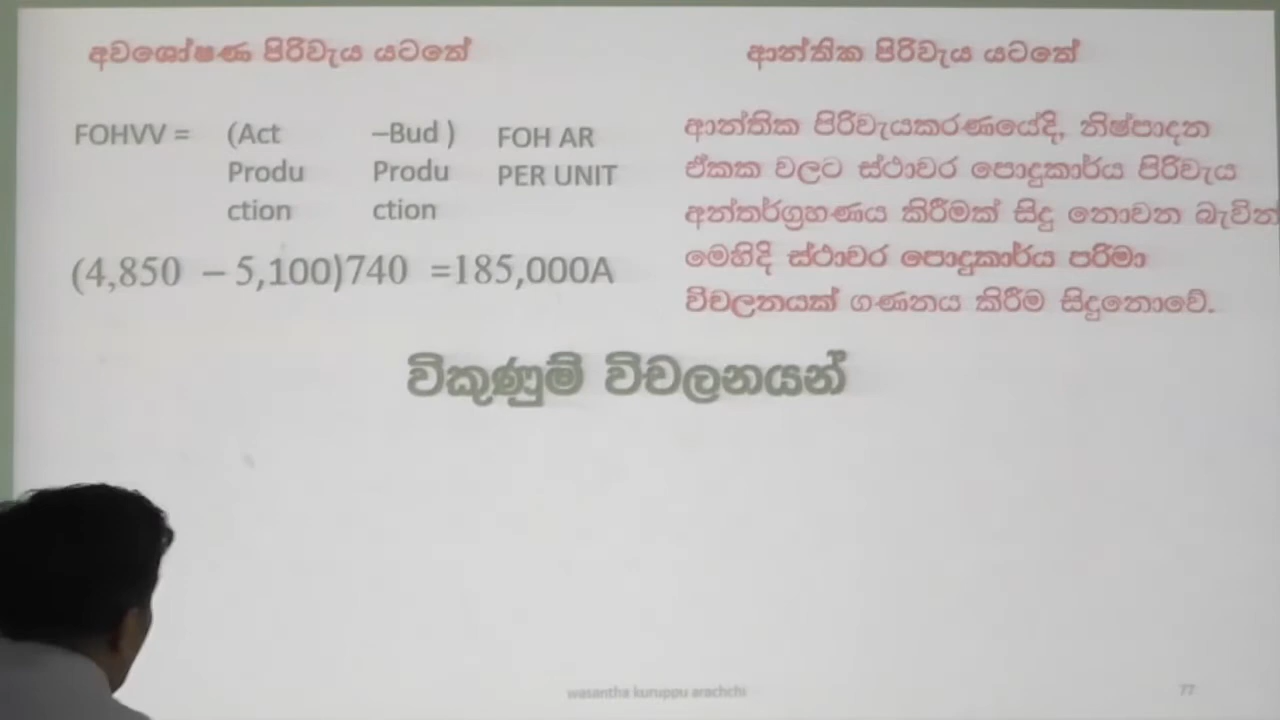 අවශෝෂණ පිරිවැය යටතේ
FOHVV = (Act –Bud ) FOH AR
Produ Produ PER UNIT
ction ction
(4,850 – 5,100)740 =185,000A
ආන්තික පිරිවැය යටතේ
ආන්තික පිරිවැයකරණයේදී, නිෂ්පාදන
ඒකක වලට ස්ථාවර පොදුකාර්ය පිරිවැය
අන්තර්ග්‍රහණය කිරීමක් සිදු නොවන බැවින්
මෙහිදී ස්ථාවර පොදුකාර්ය පරිමා
විචලනයක් ගණනය කිරීම සිදුනොවේ.
විකුණුම් විචලනයන්
wasantha kuruppu arachchi
77